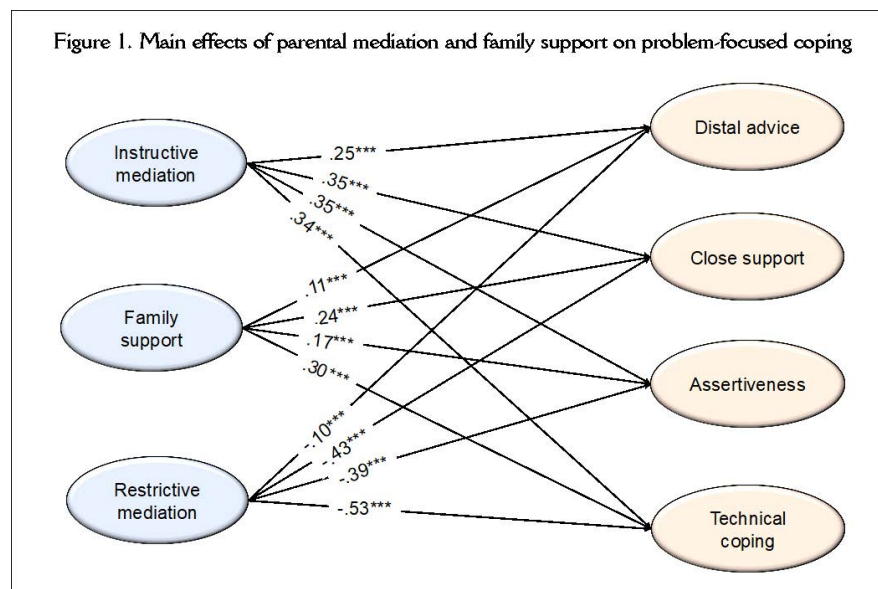 Figure 1. Main effects of parental mediation and family support on problem-focused coping
Distal advice
Instructive
mediation
.25***
.35***
.35***
.34***
Close support
.11***
Family
support
.24***
.17***
.30***
Assertiveness
-.10***
-.43***
-.39***
Restrictive
mediation
-.53***
Technical
coping